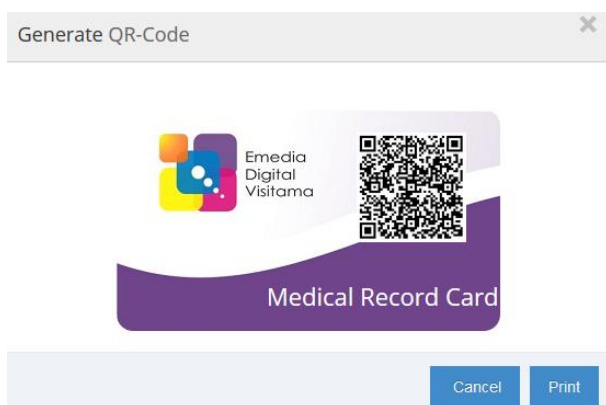 Generate QR-Code
×
Emedia
Digital
Visitama
Medical Record Card
Cancel
Print